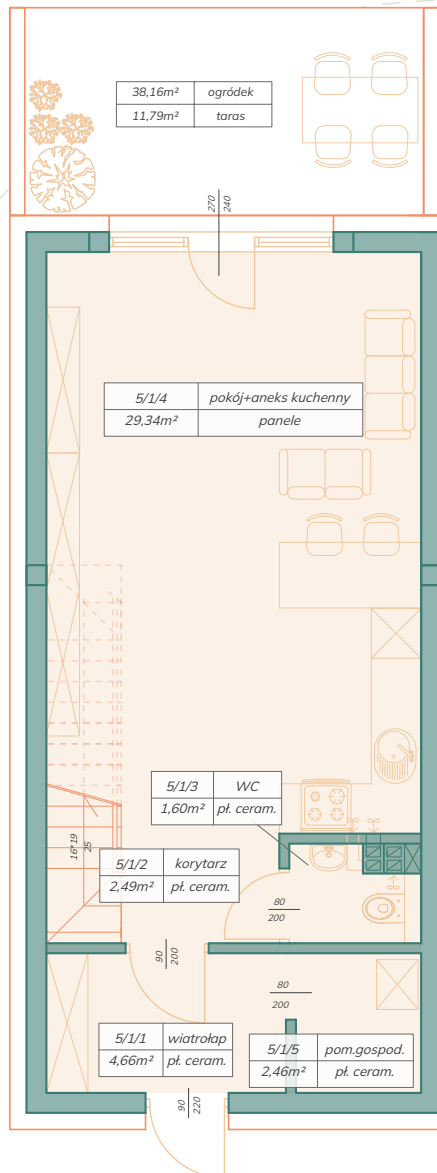 38,16m² ogródek
11,79m² taras
270
240
5/1/4 pokój+aneks kuchenny
29,34m² panele
5/1/3 WC
1,60m² pł. ceram.
16*19
25
5/1/2 korytarz
2,49m² pł. ceram.
80
200
90
200
80
200
5/1/1 wiatrołap
4,66m² pł. ceram.
5/1/5 pom.gospod.
2,46m² pł. ceram.
90
220